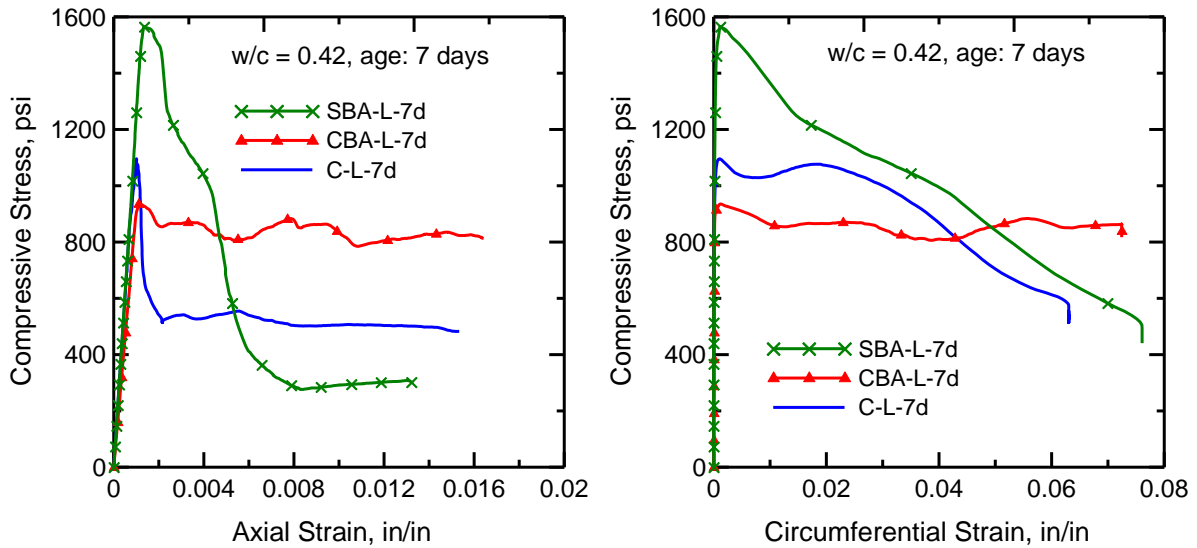 1600
1200
800
400
0
Compressive Stress, psi
w/c = 0.42, age: 7 days
SBA-L-7d
CBA-L-7d
C-L-7d
0 0.004 0.008 0.012 0.016 0.02
Axial Strain, in/in
1600
1200
800
400
0
Compressive Stress, psi
w/c = 0.42, age: 7 days
SBA-L-7d
CBA-L-7d
C-L-7d
0 0.02 0.04 0.06 0.08
Circumferential Strain, in/in